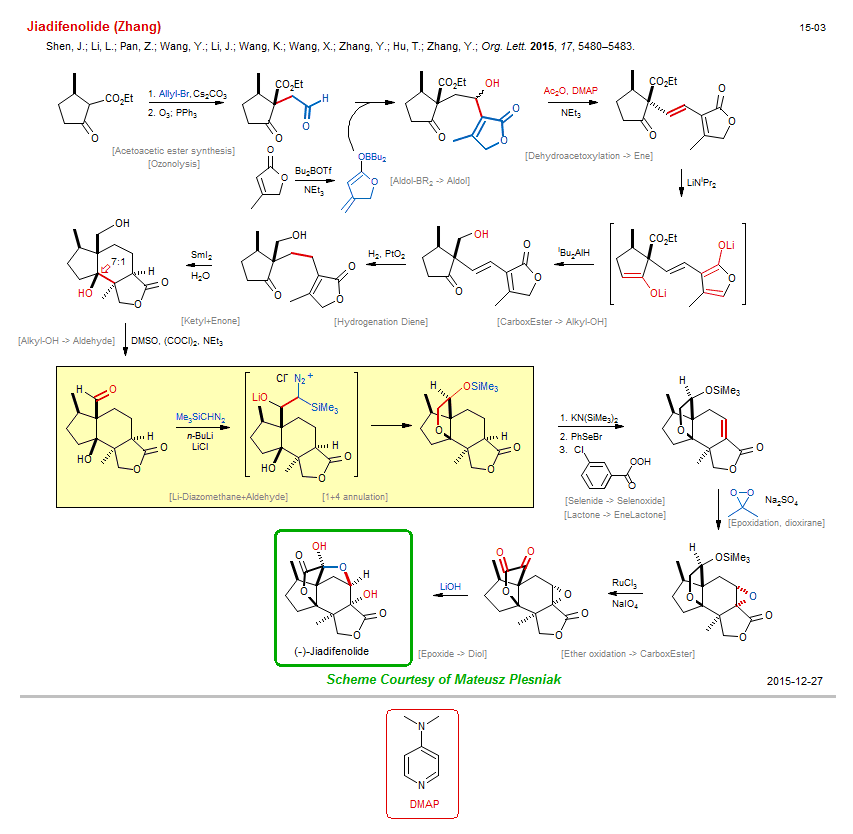 Jiadifenolide (Zhang)
15-03
Shen, J.; Li, L.; Pan, Z.; Wang, Y.; Li, J.; Wang, K.; Wang, X.; Zhang, Y.; Hu, T.; Zhang, Y.; Org. Lett. 2015, 17, 5480–5483.
CO₂Et
O
1. Allyl-Br, Cs₂CO₃
2. O₃; PPh₃
[Acetoacetic ester synthesis]
[Ozonolysis]
CO₂Et
H
O
O
O
O
Bu₂BOTf
NEt₃
OBBu₂
O
[Aldol-BR₂ -> Aldol]
CO₂Et
OH
O
O
O
Ac₂O, DMAP
NEt₃
[Dehydroacetoxylation -> Ene]
CO₂Et
O
O
O
LiNⁱPr₂
CO₂Et
OLi
O
OLi
ⁱBu₂AlH
[CarboxEster -> Alkyl-OH]
OH
O
O
O
H₂, PtO₂
[Hydrogenation Diene]
OH
O
O
O
SmI₂
H₂O
[Ketyl+Enone]
OH
7:1
H
HO
O
O
[Alkyl-OH -> Aldehyde]
DMSO, (COCl)₂, NEt₃
H
O
H
HO
O
O
Me₃SiCHN₂
n-BuLi
LiCl
[Li-Diazomethane+Aldehyde]
Cl⁻ N₂⁺
LiO
SiMe₃
H
HO
O
O
[1+4 annulation]
H
OSiMe₃
O
H
O
O
1. KN(SiMe₃)₂
2. PhSeBr
3. Cl
OOH
O
[Selenide -> Selenoxide]
[Lactone -> EneLactone]
H
OSiMe₃
O
O
O
O-O
Na₂SO₄
[Epoxidation, dioxirane]
H
OSiMe₃
O
O
O
O
RuCl₃
NaIO₄
[Ether oxidation -> CarboxEster]
O
O
O
O
O
O
LiOH
[Epoxide -> Diol]
OH
O
O
H
O
OH
O
O
(-)-Jiadifenolide
Scheme Courtesy of Mateusz Plesniak
2015-12-27
N
N
DMAP